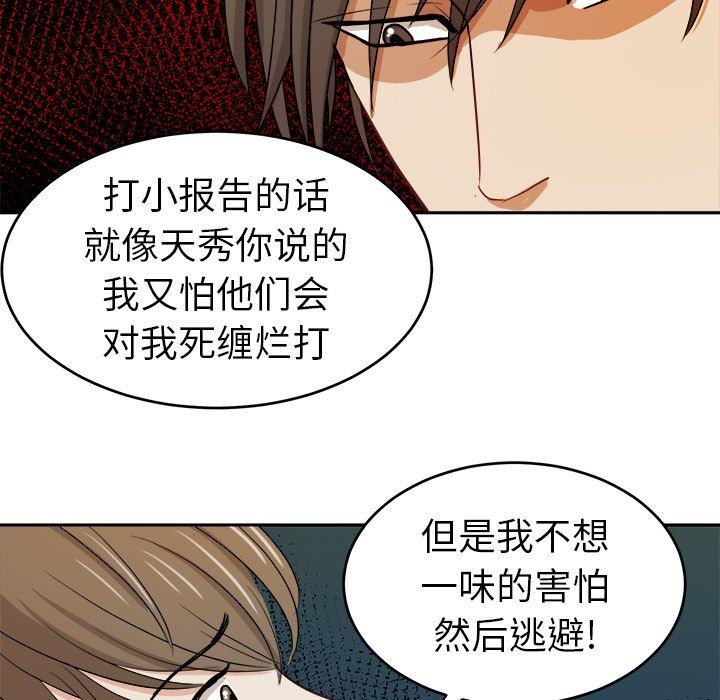 打小报告的话
就像天秀你说的
我又怕他们会
对我死缠烂打
但是我不想
一味的害怕
然后逃避!